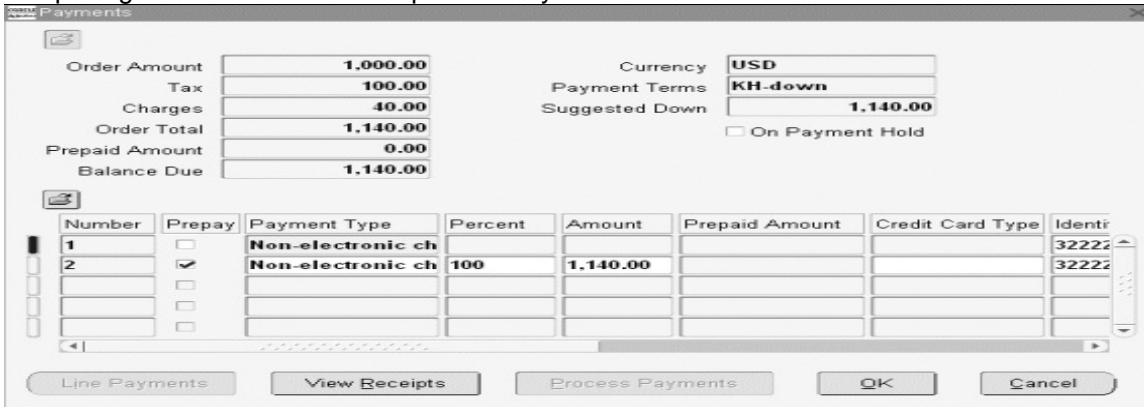 Payments
Order Amount 1,000.00 Currency USD
Tax 100.00 Payment Terms KH-down
Charges 40.00 Suggested Down 1,140.00
Order Total 1,140.00 On Payment Hold
Prepaid Amount 0.00
Balance Due 1,140.00
Number Prepay Payment Type Percent Amount Prepaid Amount Credit Card Type Identif
1 Non-electronic ch 32222
2 Non-electronic ch 100 1,140.00 32222
Line Payments View Receipts Process Payments OK Cancel